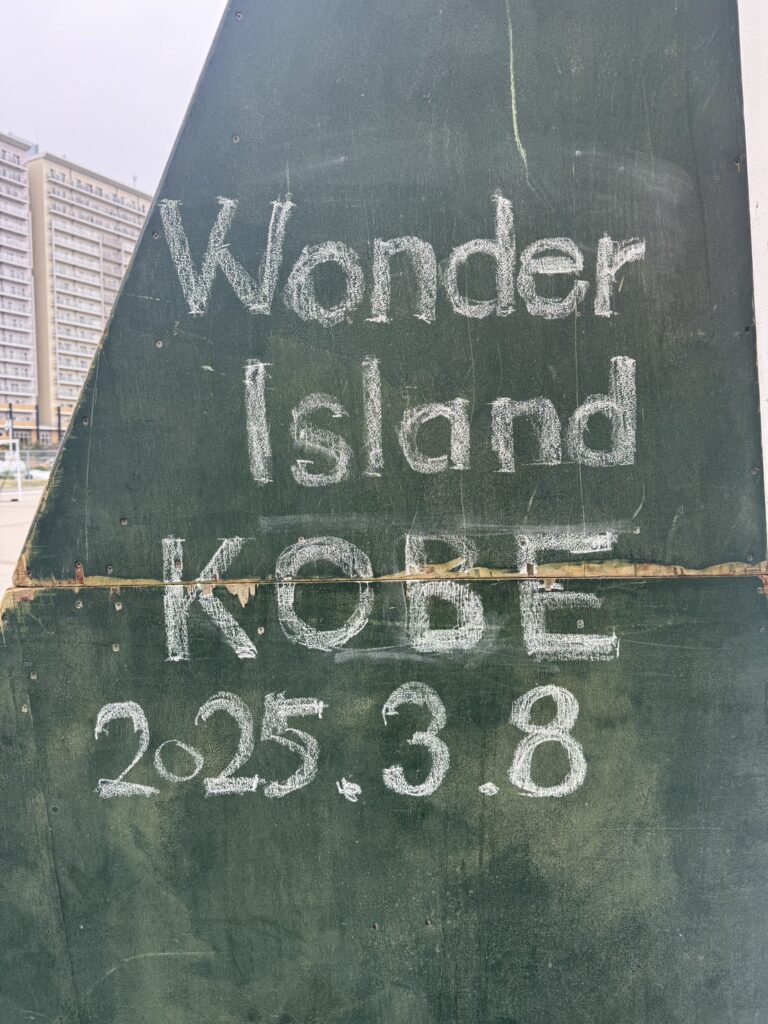 Wonder
Island
KOBE
2025.3.8